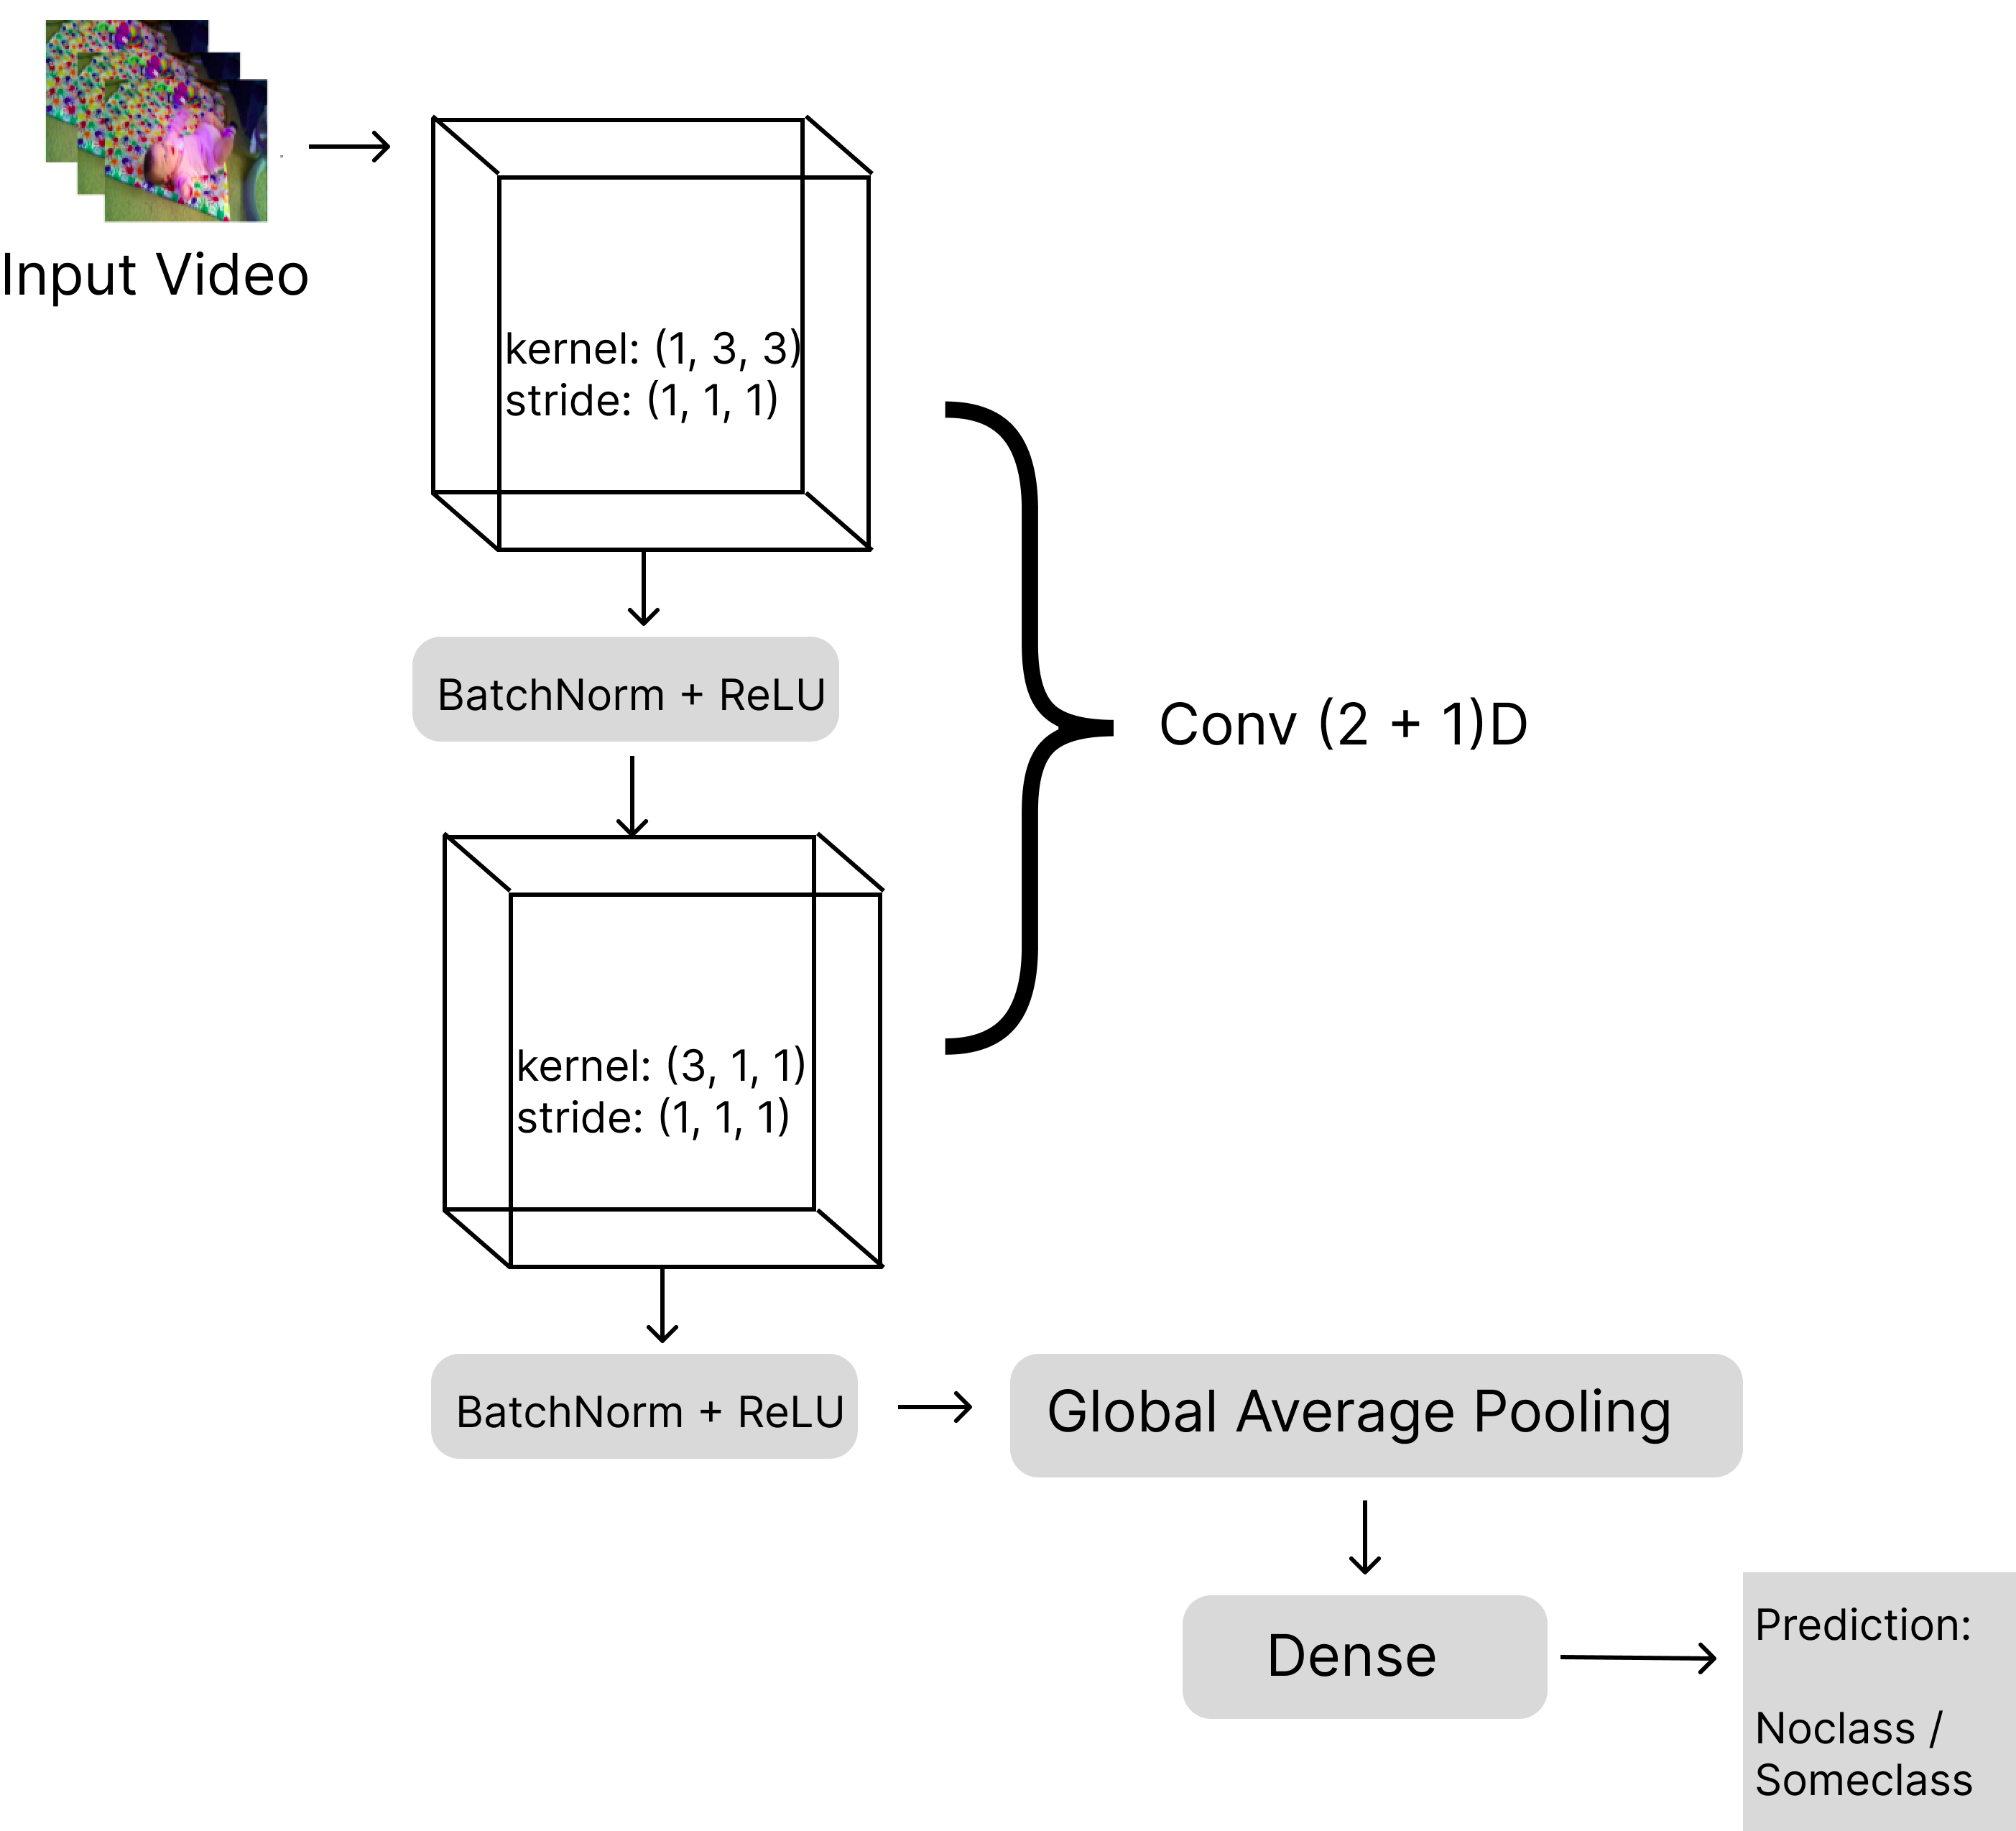 Input Video
kernel: (1, 3, 3)
stride: (1, 1, 1)
BatchNorm + ReLU
Conv (2 + 1)D
kernel: (3, 1, 1)
stride: (1, 1, 1)
BatchNorm + ReLU
Global Average Pooling
Dense
Prediction:
Noclass /
Someclass